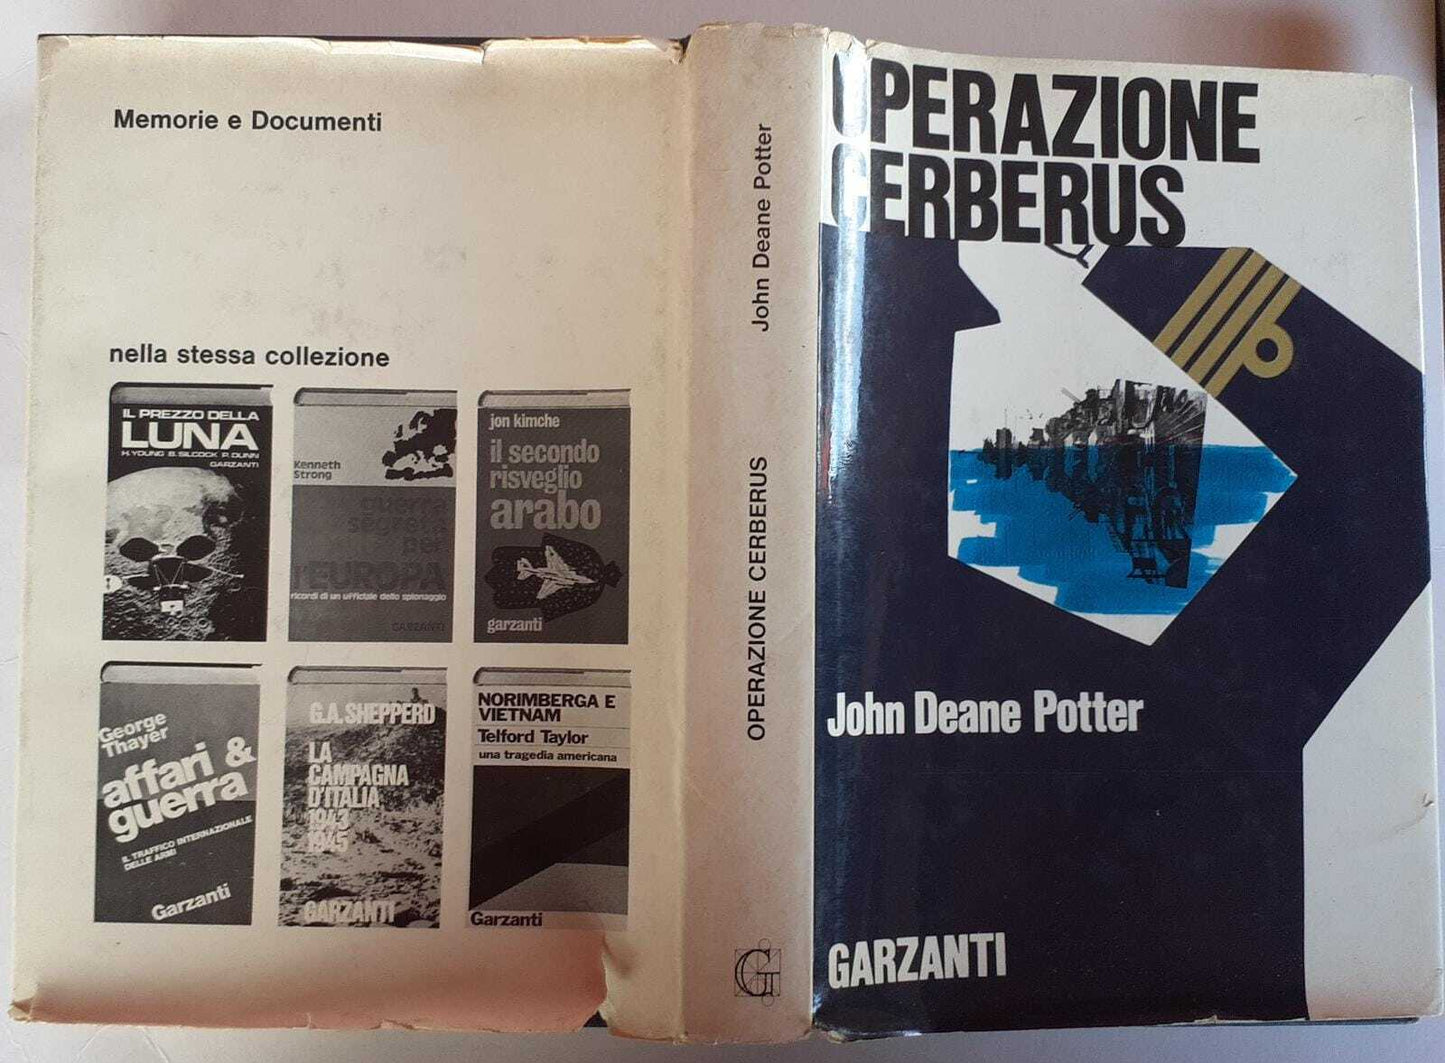 Memorie e Documenti
nella stessa collezione
IL PREZZO DELLA
LUNA
H.YOUNG B.SILCOCK P.DUNN
GARZANTI
Kenneth
Strong
guerra
segreta
per
l'EUROPA
ricordi di un ufficiale dello spionaggio
GARZANTI
jon kimche
il secondo
risveglio
arabo
garzanti
George
Thayer
affari &
guerra
IL TRAFFICO INTERNAZIONALE
DELLE ARMI
Garzanti
G.A. SHEPPERD
LA
CAMPAGNA
D'ITALIA
1943
1945
GARZANTI
NORIMBERGA E
VIETNAM
Telford Taylor
una tragedia americana
Garzanti
John Deane Potter
OPERAZIONE CERBERUS
G
OPERAZIONE
CERBERUS
John Deane Potter
GARZANTI